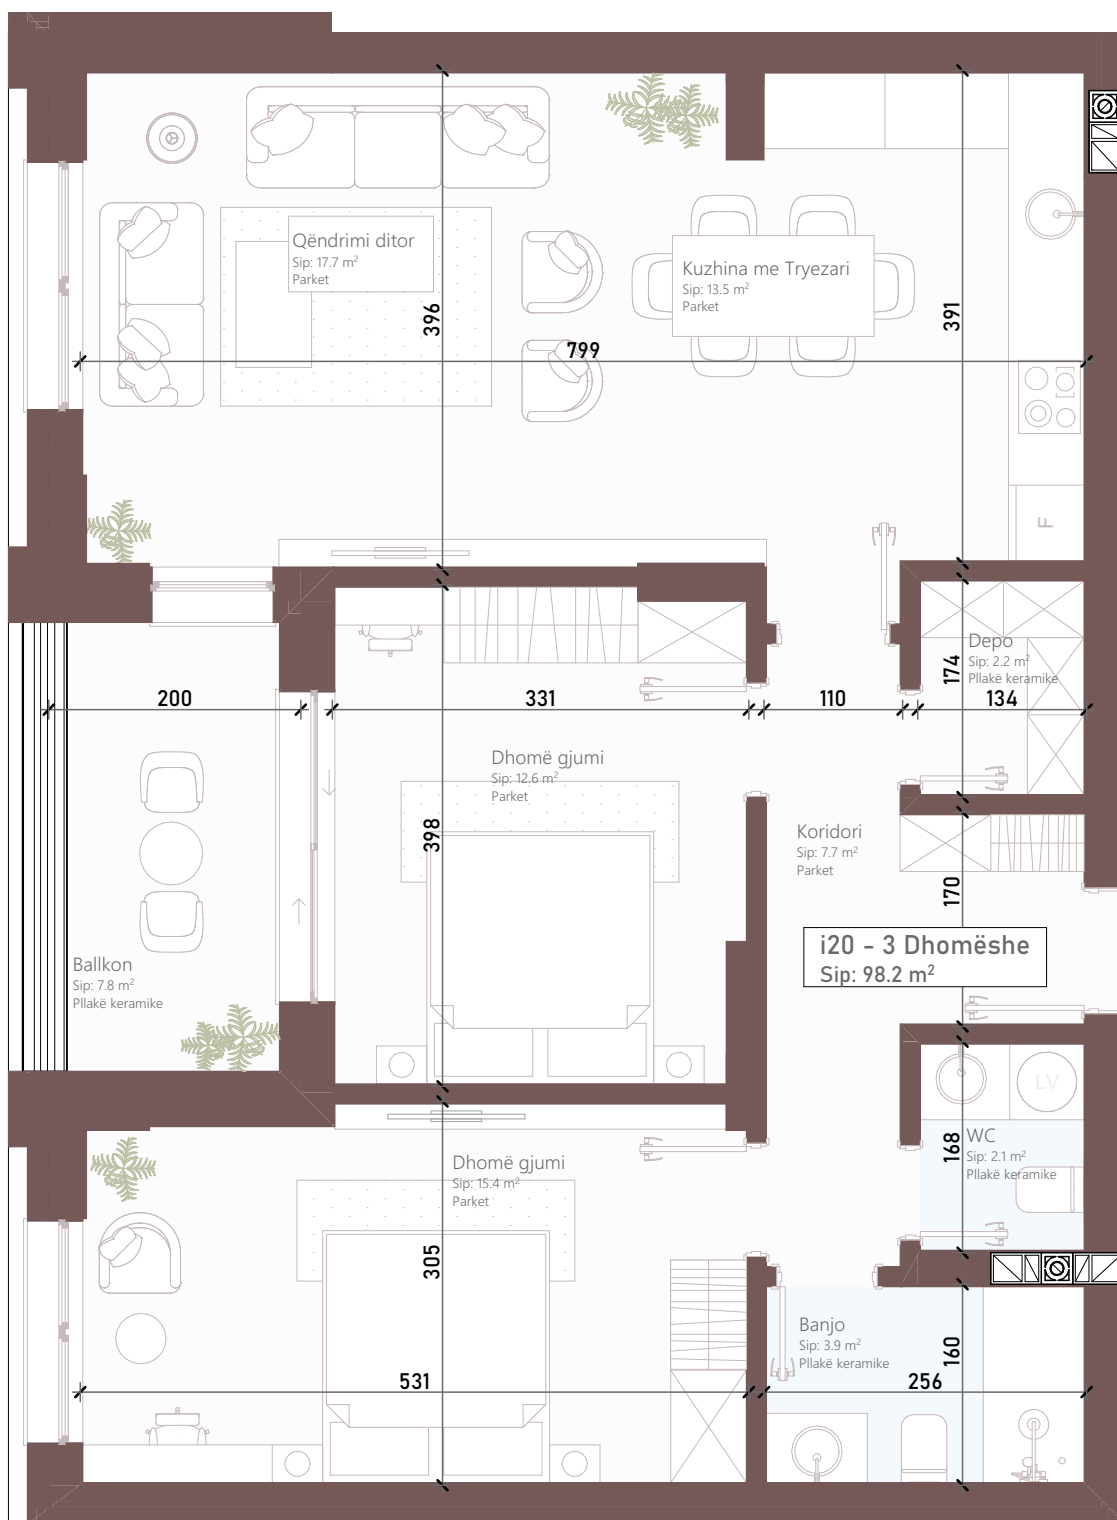 Qëndrimi ditor
Sip: 17.7 m²
Parket
Kuzhina me Tryezari
Sip: 13.5 m²
Parket
396
391
799
F
Depo
Sip: 2.2 m²
Pllakë keramike
174
200
331
110
134
Dhomë gjumi
Sip: 12.6 m²
Parket
398
Koridori
Sip: 7.7 m²
Parket
170
i20 - 3 Dhomëshe
Sip: 98.2 m²
Ballkon
Sip: 7.8 m²
Pllakë keramike
LV
WC
Sip: 2.1 m²
Pllakë keramike
168
Dhomë gjumi
Sip: 15.4 m²
Parket
305
Banjo
Sip: 3.9 m²
Pllakë keramike
160
531
256